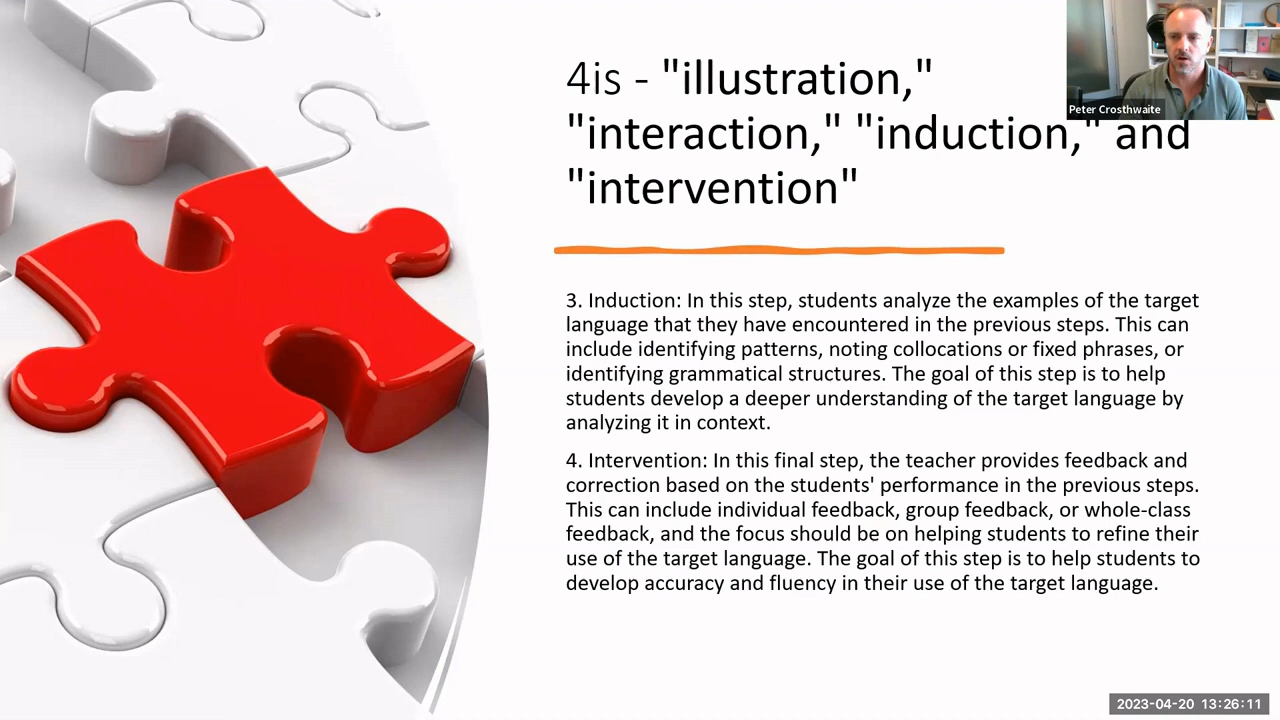 4is - "illustration,"
"interaction," "induction," and
"intervention"
Peter Crosthwaite
3. Induction: In this step, students analyze the examples of the target
language that they have encountered in the previous steps. This can
include identifying patterns, noting collocations or fixed phrases, or
identifying grammatical structures. The goal of this step is to help
students develop a deeper understanding of the target language by
analyzing it in context.
4. Intervention: In this final step, the teacher provides feedback and
correction based on the students' performance in the previous steps.
This can include individual feedback, group feedback, or whole-class
feedback, and the focus should be on helping students to refine their
use of the target language. The goal of this step is to help students to
develop accuracy and fluency in their use of the target language.
2023-04-20 13:26:11